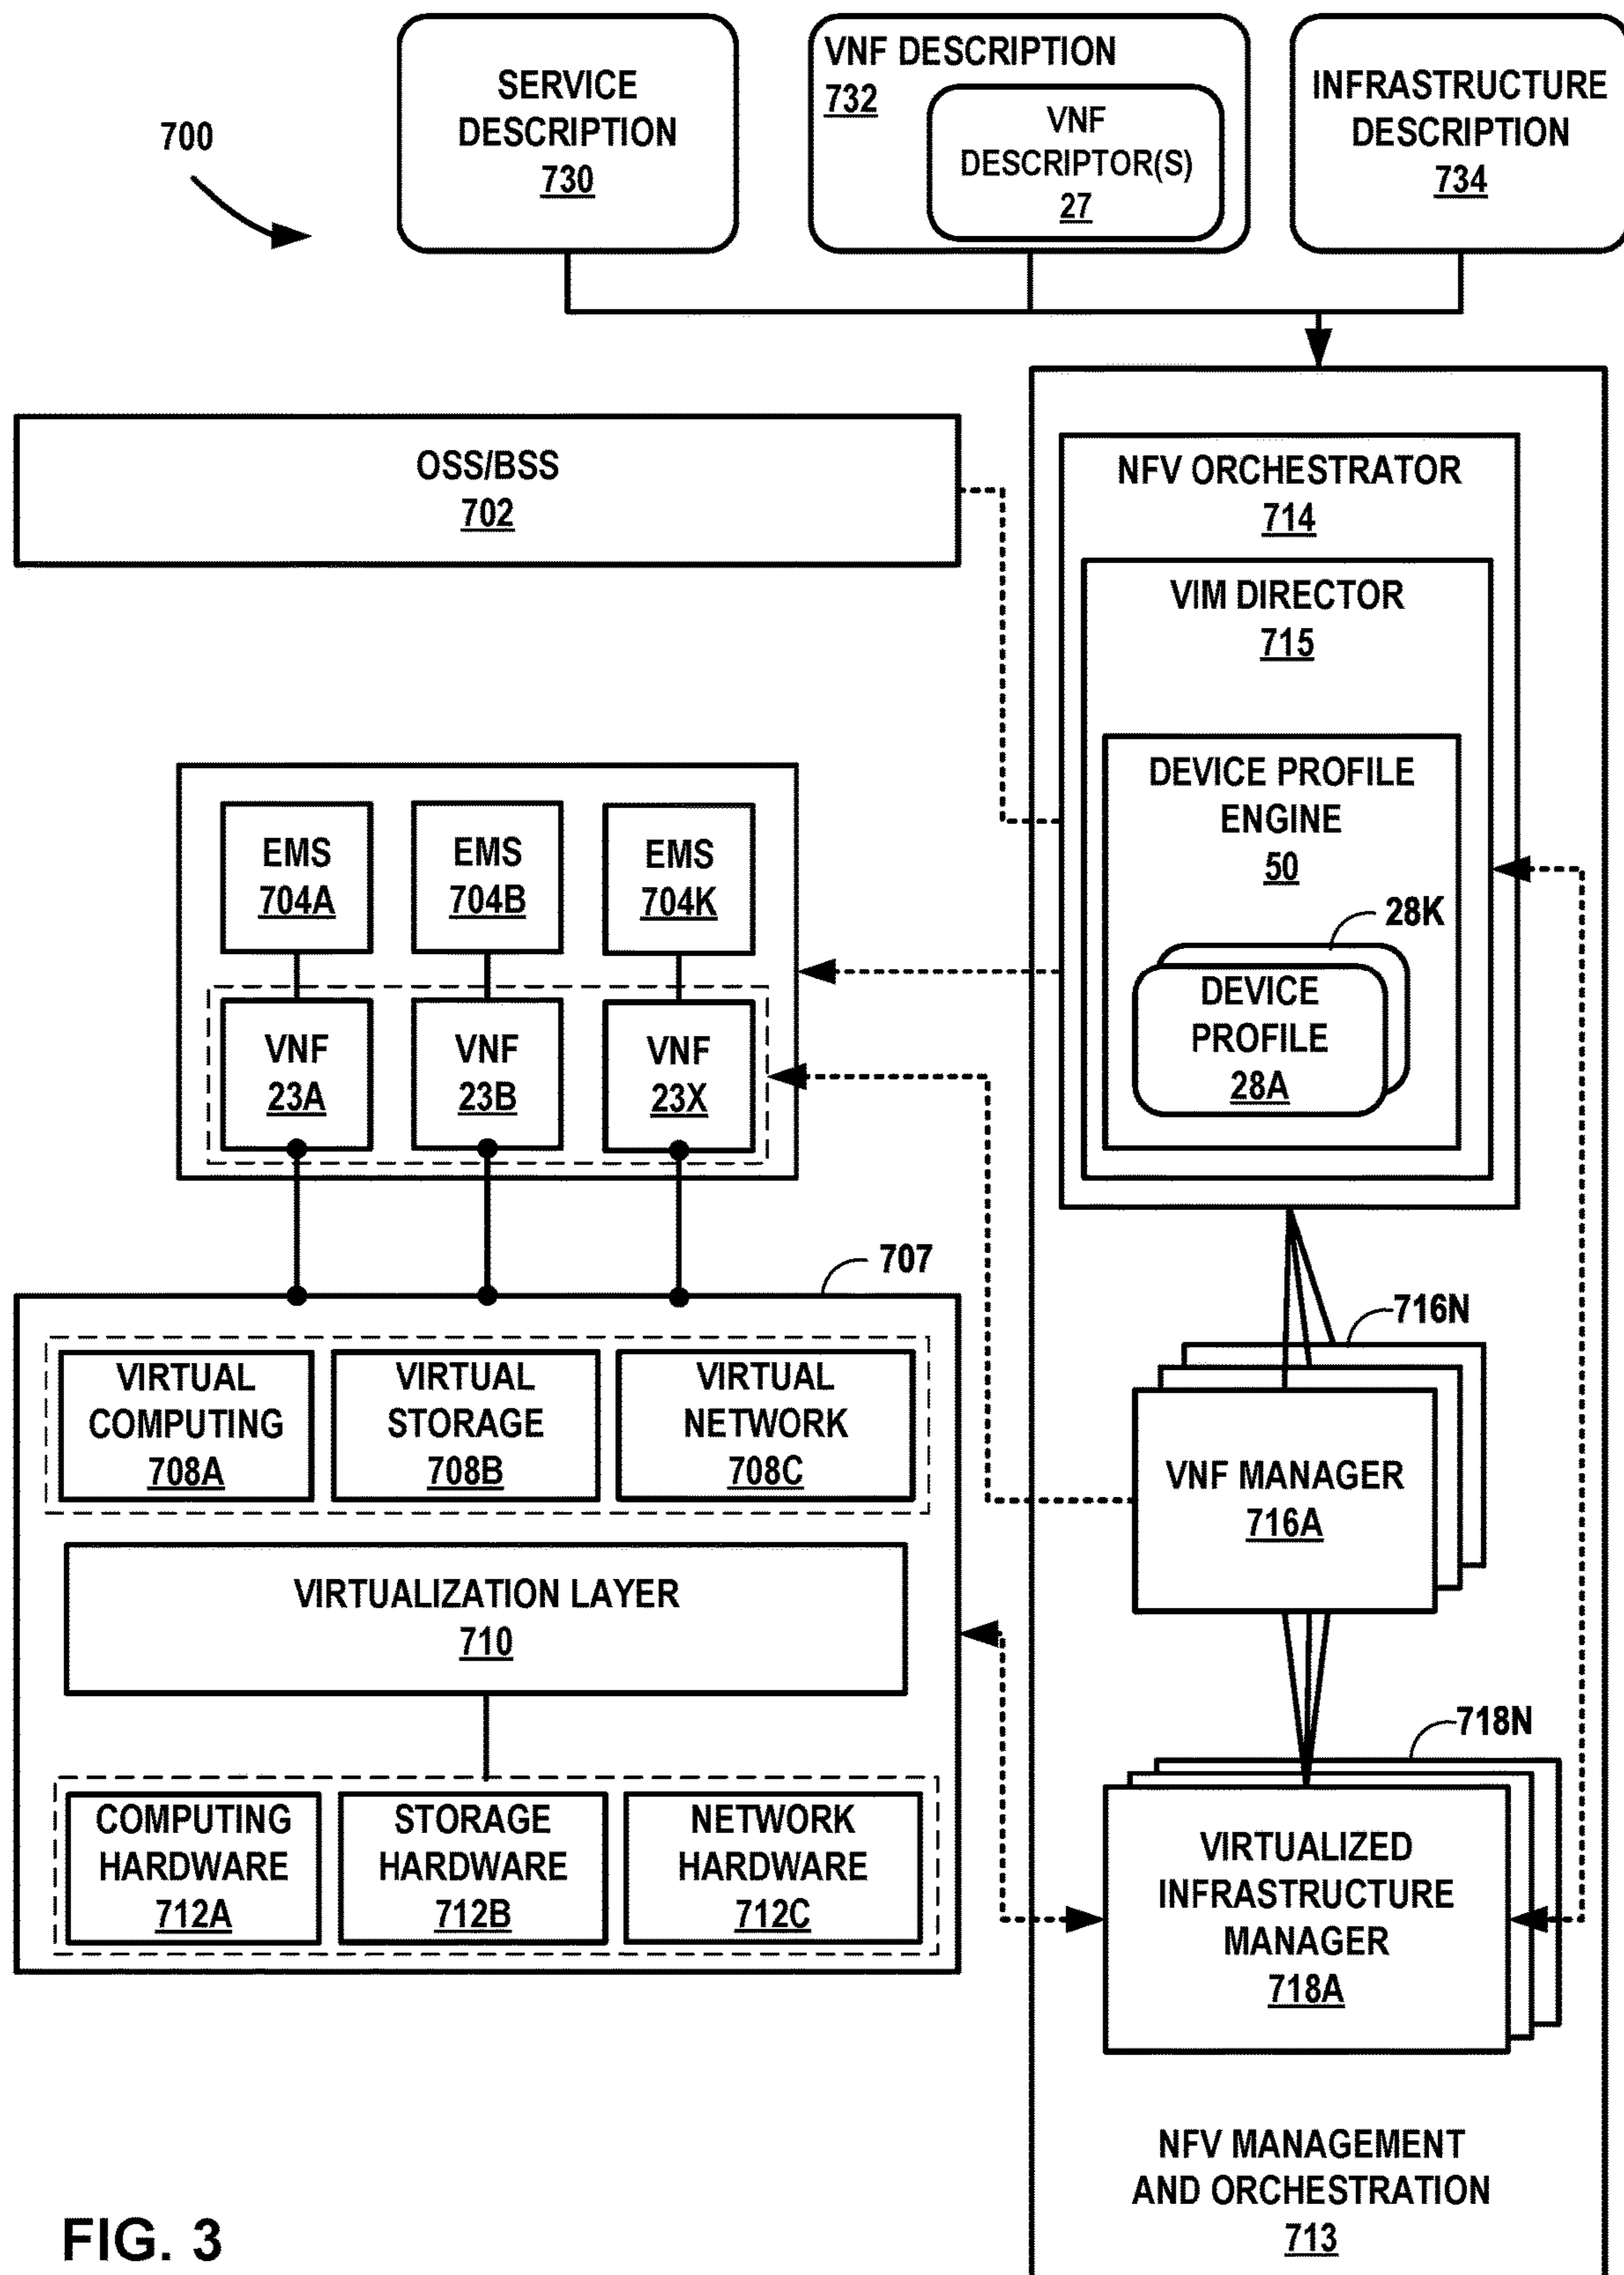 700
SERVICE
DESCRIPTION
730
VNF DESCRIPTION
732
VNF
DESCRIPTOR(S)
27
INFRASTRUCTURE
DESCRIPTION
734
OSS/BSS
702
NFV ORCHESTRATOR
714
VIM DIRECTOR
715
DEVICE PROFILE
ENGINE
50
28K
DEVICE
PROFILE
28A
EMS
704A
EMS
704B
EMS
704K
VNF
23A
VNF
23B
VNF
23X
707
VIRTUAL
COMPUTING
708A
VIRTUAL
STORAGE
708B
VIRTUAL
NETWORK
708C
VIRTUALIZATION LAYER
710
COMPUTING
HARDWARE
712A
STORAGE
HARDWARE
712B
NETWORK
HARDWARE
712C
716N
VNF MANAGER
716A
718N
VIRTUALIZED
INFRASTRUCTURE
MANAGER
718A
NFV MANAGEMENT
AND ORCHESTRATION
713
FIG. 3